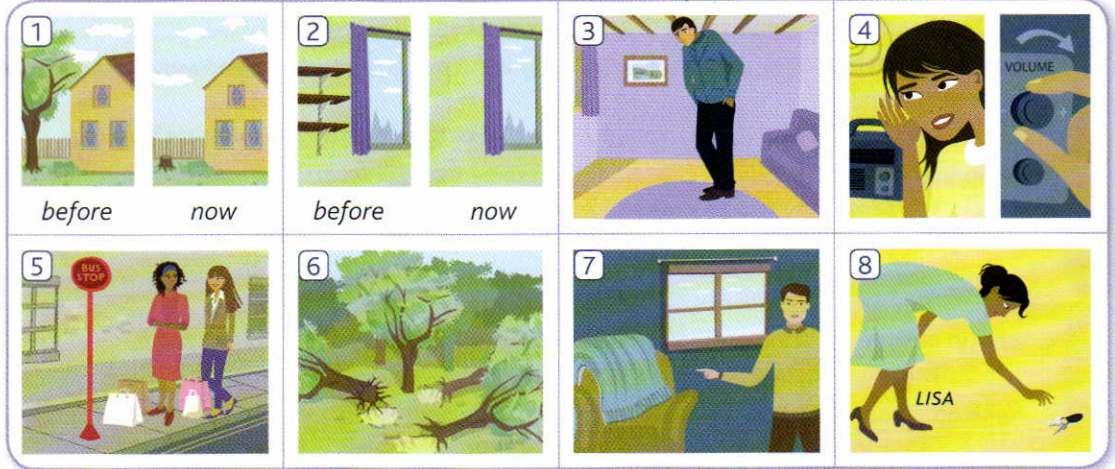 1
2
3
4
VOLUME
before
now
before
now
5
BUS
STOP
6
7
8
LISA